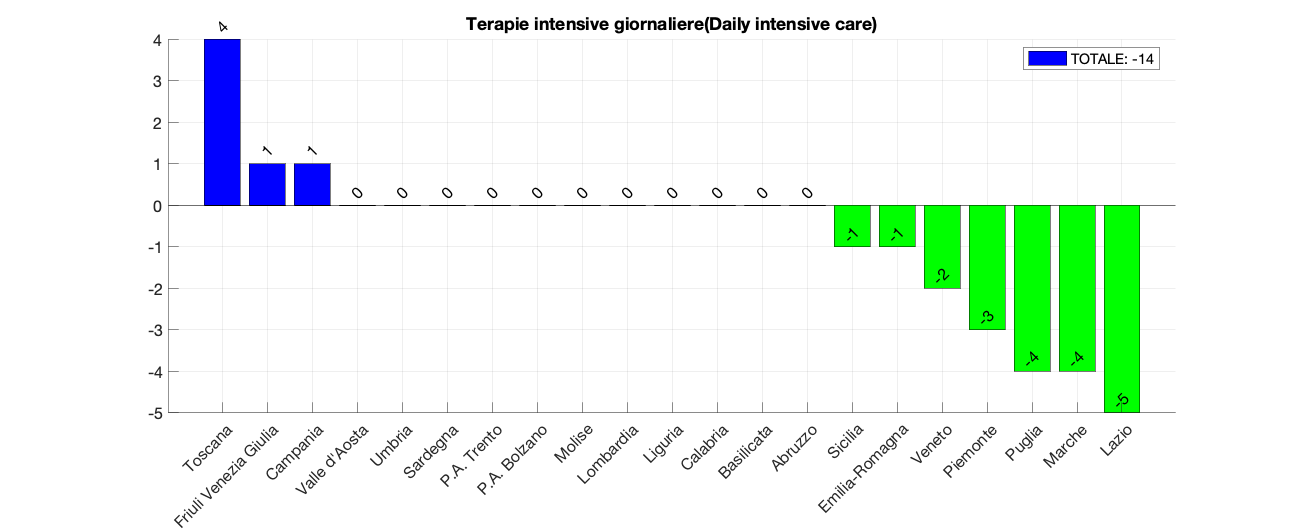 Terapie intensive giornaliere(Daily intensive care)
TOTALE: -14
4
3
2
1
0
-1
-2
-3
-4
-5
4
1
1
0
0
0
0
0
0
0
0
0
0
0
-1
-1
-2
-3
-4
-4
-5
Toscana
Friuli Venezia Giulia
Campania
Valle d'Aosta
Umbria
Sardegna
P.A. Trento
P.A. Bolzano
Molise
Lombardia
Liguria
Calabria
Basilicata
Abruzzo
Sicilia
Emilia-Romagna
Veneto
Piemonte
Puglia
Marche
Lazio